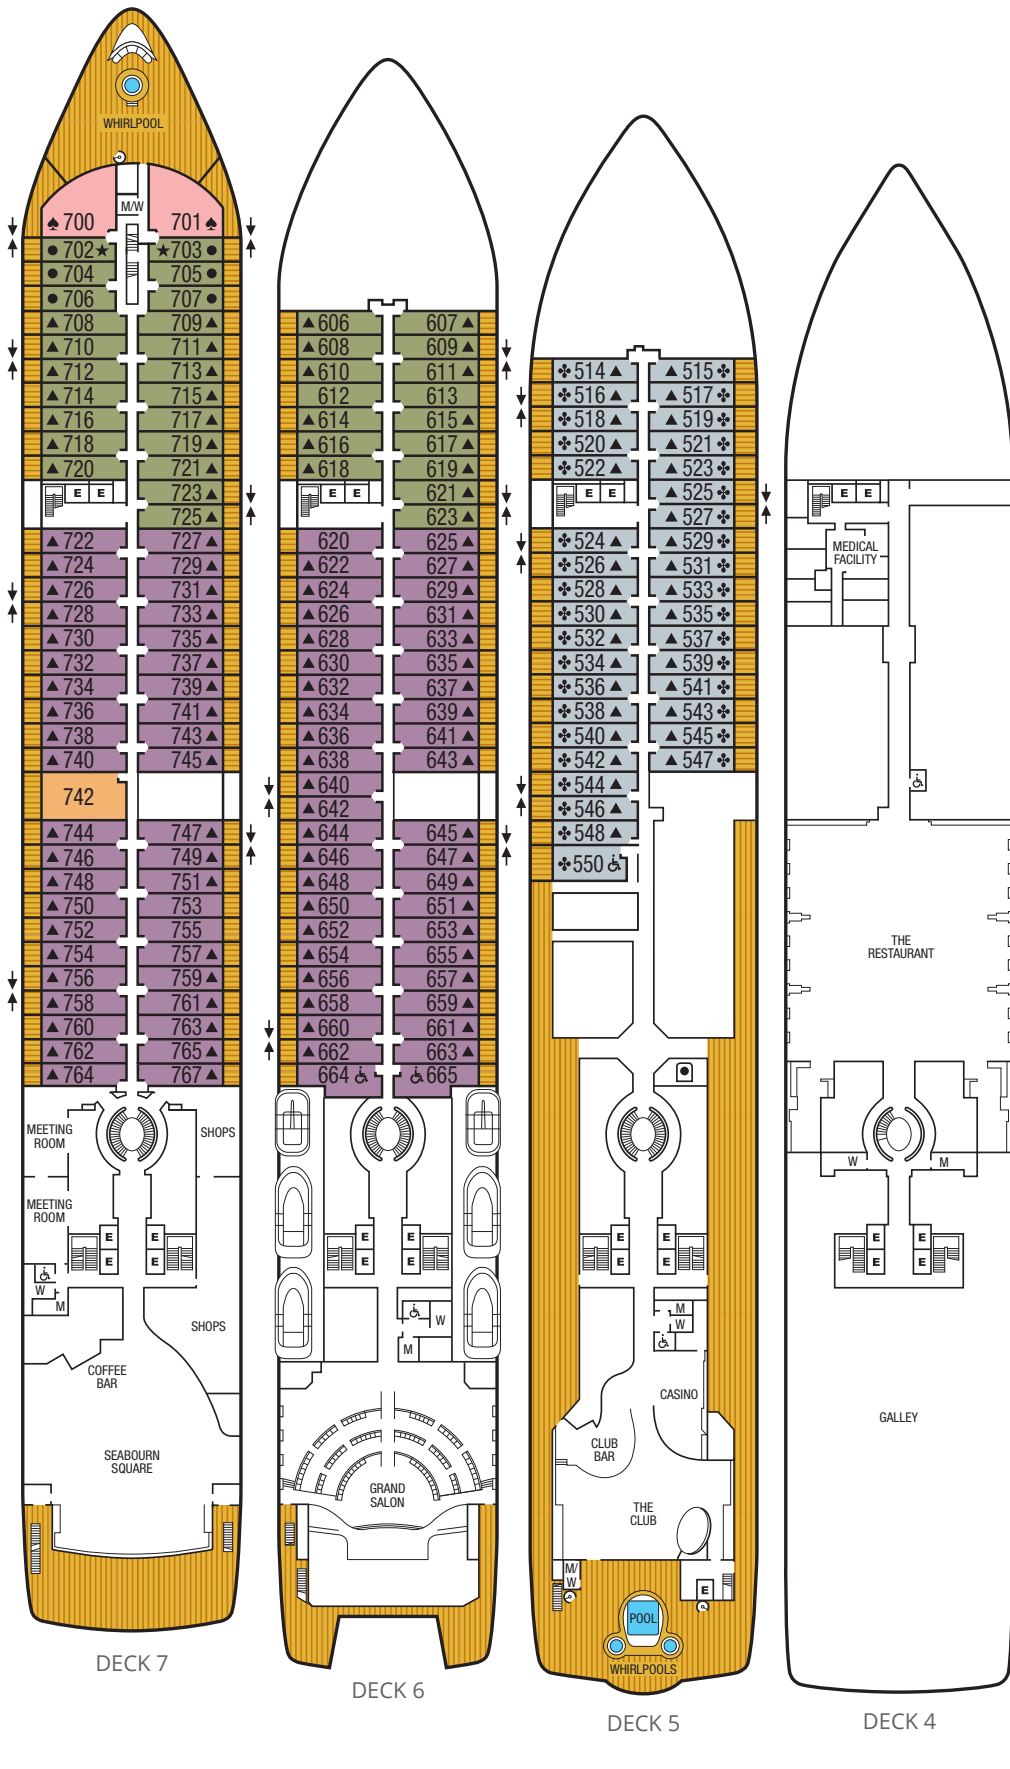 WHIRLPOOL
M/W
♠ 700
701 ♠
● 702 ★
★ 703 ●
● 704
705 ●
● 706
707 ●
▲ 708
709 ▲
▲ 710
711 ▲
▲ 712
713 ▲
▲ 714
715 ▲
▲ 716
717 ▲
▲ 718
719 ▲
▲ 720
721 ▲
E E
723 ▲
725 ▲
▲ 722
727 ▲
▲ 724
729 ▲
▲ 726
731 ▲
▲ 728
733 ▲
▲ 730
735 ▲
▲ 732
737 ▲
▲ 734
739 ▲
▲ 736
741 ▲
▲ 738
743 ▲
▲ 740
745 ▲
742
▲ 744
747 ▲
▲ 746
749 ▲
▲ 748
751 ▲
▲ 750
753
▲ 752
755
▲ 754
757 ▲
▲ 756
759 ▲
▲ 758
761 ▲
▲ 760
763 ▲
▲ 762
765 ▲
▲ 764
767 ▲
MEETING
ROOM
SHOPS
MEETING
ROOM
E E
E E
W
M
SHOPS
COFFEE
BAR
SEABOURN
SQUARE
DECK 7
▲ 606
607 ▲
▲ 608
609 ▲
▲ 610
611 ▲
612
613
▲ 614
615 ▲
▲ 616
617 ▲
▲ 618
619 ▲
E E
621 ▲
623 ▲
620
625 ▲
▲ 622
627 ▲
▲ 624
629 ▲
▲ 626
631 ▲
▲ 628
633 ▲
▲ 630
635 ▲
▲ 632
637 ▲
▲ 634
639 ▲
▲ 636
641 ▲
▲ 638
643 ▲
▲ 640
▲ 642
▲ 644
645 ▲
▲ 646
647 ▲
▲ 648
649 ▲
▲ 650
651 ▲
▲ 652
653 ▲
▲ 654
655 ▲
▲ 656
657 ▲
▲ 658
659 ▲
▲ 660
661 ▲
▲ 662
663 ▲
664 ♿
♿ 665
E E
E E
W
M
GRAND
SALON
DECK 6
✤ 514 ▲
▲ 515 ✤
✤ 516 ▲
▲ 517 ✤
✤ 518 ▲
▲ 519 ✤
✤ 520 ▲
▲ 521 ✤
✤ 522 ▲
▲ 523 ✤
E E
▲ 525 ✤
▲ 527 ✤
✤ 524 ▲
▲ 529 ✤
✤ 526 ▲
▲ 531 ✤
✤ 528 ▲
▲ 533 ✤
✤ 530 ▲
▲ 535 ✤
✤ 532 ▲
▲ 537 ✤
✤ 534 ▲
▲ 539 ✤
✤ 536 ▲
▲ 541 ✤
✤ 538 ▲
▲ 543 ✤
✤ 540 ▲
▲ 545 ✤
✤ 542 ▲
▲ 547 ✤
✤ 544 ▲
✤ 546 ▲
✤ 548 ▲
✤ 550 ♿
E E
E E
M
W
CASINO
CLUB
BAR
THE
CLUB
M/
W
E
POOL
WHIRLPOOLS
DECK 5
E E
MEDICAL
FACILITY
THE
RESTAURANT
W
M
E E
E E
GALLEY
DECK 4